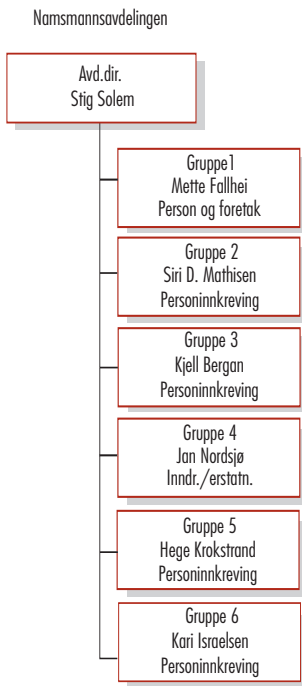 Namsmannsavdelingen
Avd.dir.
Stig Solem
Gruppe1
Mette Fallhei
Person og foretak
Gruppe 2
Siri D. Mathisen
Personinnkreving
Gruppe 3
Kjell Bergan
Personinnkreving
Gruppe 4
Jan Nordsjø
Inndr./erstatn.
Gruppe 5
Hege Krokstrand
Personinnkreving
Gruppe 6
Kari Israelsen
Personinnkreving